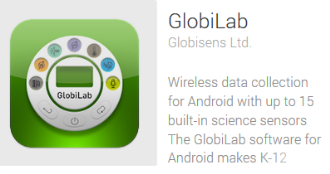 GlobiLab
Globisens Ltd.
GlobiLab
Wireless data collection
for Android with up to 15
built-in science sensors
The GlobiLab software for
Android makes K-12